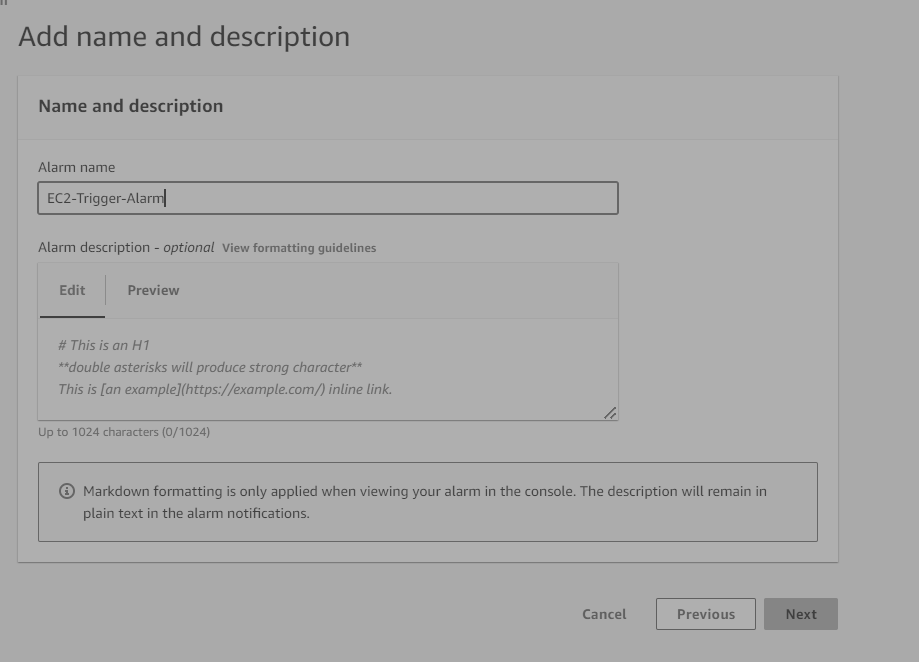 Add name and description
Name and description
Alarm name
EC2-Trigger-Alarm
Alarm description - optional View formatting guidelines
Edit Preview
# This is an H1
**double asterisks will produce strong character**
This is [an example](https://example.com/) inline link.
Up to 1024 characters (0/1024)
Markdown formatting is only applied when viewing your alarm in the console. The description will remain in
plain text in the alarm notifications.
Cancel Previous Next